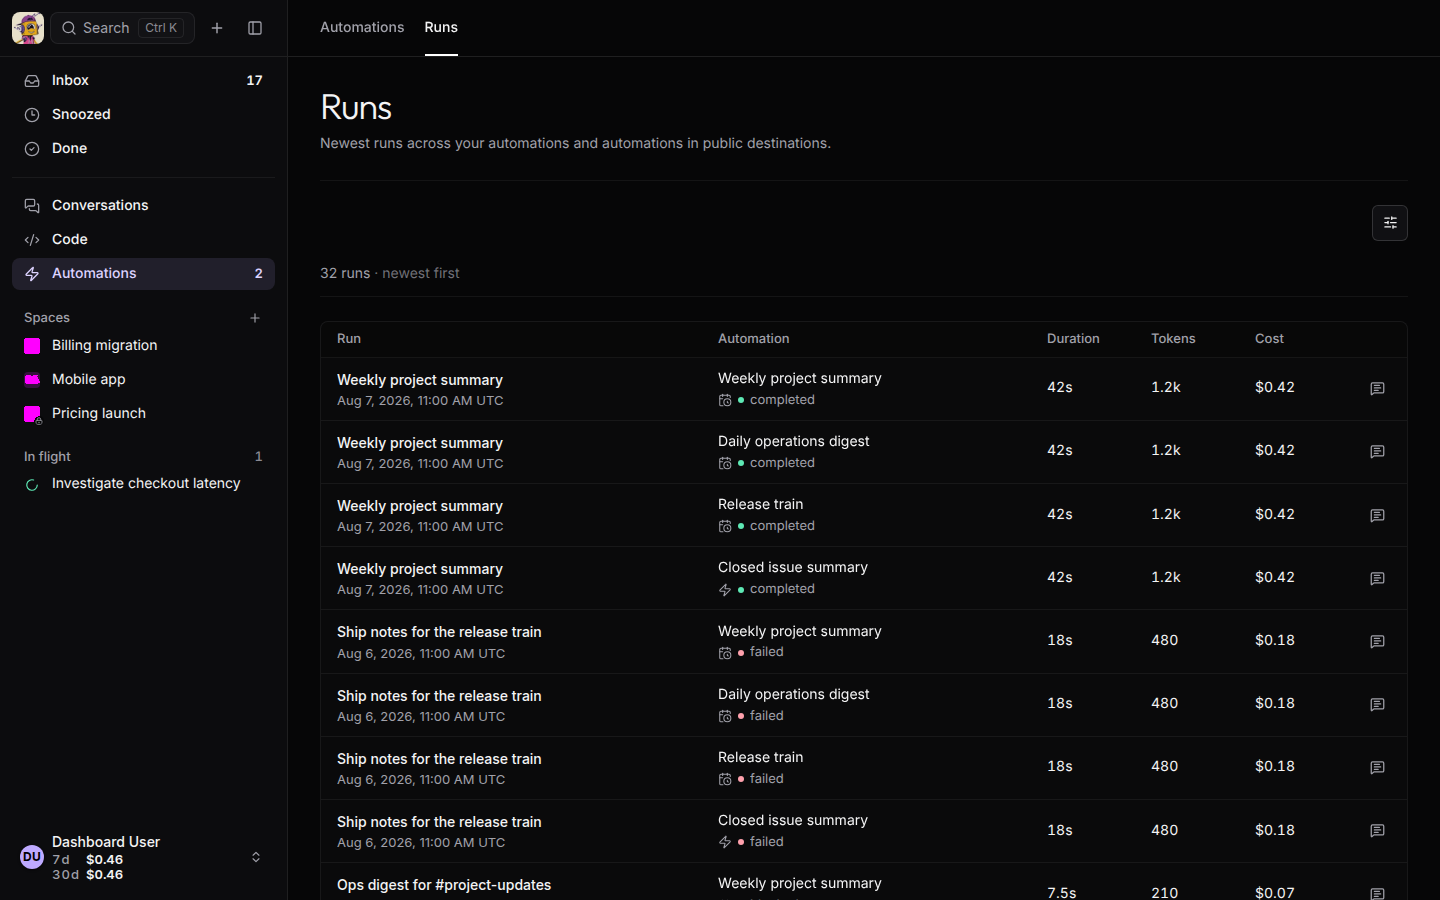 Search Ctrl K
Automations Runs
Inbox 17
Snoozed
Done
Conversations
Code
Automations 2
Spaces
Billing migration
Mobile app
Pricing launch
In flight 1
Investigate checkout latency
Dashboard User
DU
7d $0.46
30d $0.46
Runs
Newest runs across your automations and automations in public destinations.
32 runs · newest first
Run Automation Duration Tokens Cost
Weekly project summary Weekly project summary 42s 1.2k $0.42
Aug 7, 2026, 11:00 AM UTC completed
Weekly project summary Daily operations digest 42s 1.2k $0.42
Aug 7, 2026, 11:00 AM UTC completed
Weekly project summary Release train 42s 1.2k $0.42
Aug 7, 2026, 11:00 AM UTC completed
Weekly project summary Closed issue summary 42s 1.2k $0.42
Aug 7, 2026, 11:00 AM UTC completed
Ship notes for the release train Weekly project summary 18s 480 $0.18
Aug 6, 2026, 11:00 AM UTC failed
Ship notes for the release train Daily operations digest 18s 480 $0.18
Aug 6, 2026, 11:00 AM UTC failed
Ship notes for the release train Release train 18s 480 $0.18
Aug 6, 2026, 11:00 AM UTC failed
Ship notes for the release train Closed issue summary 18s 480 $0.18
Aug 6, 2026, 11:00 AM UTC failed
Ops digest for #project-updates Weekly project summary 7.5s 210 $0.07